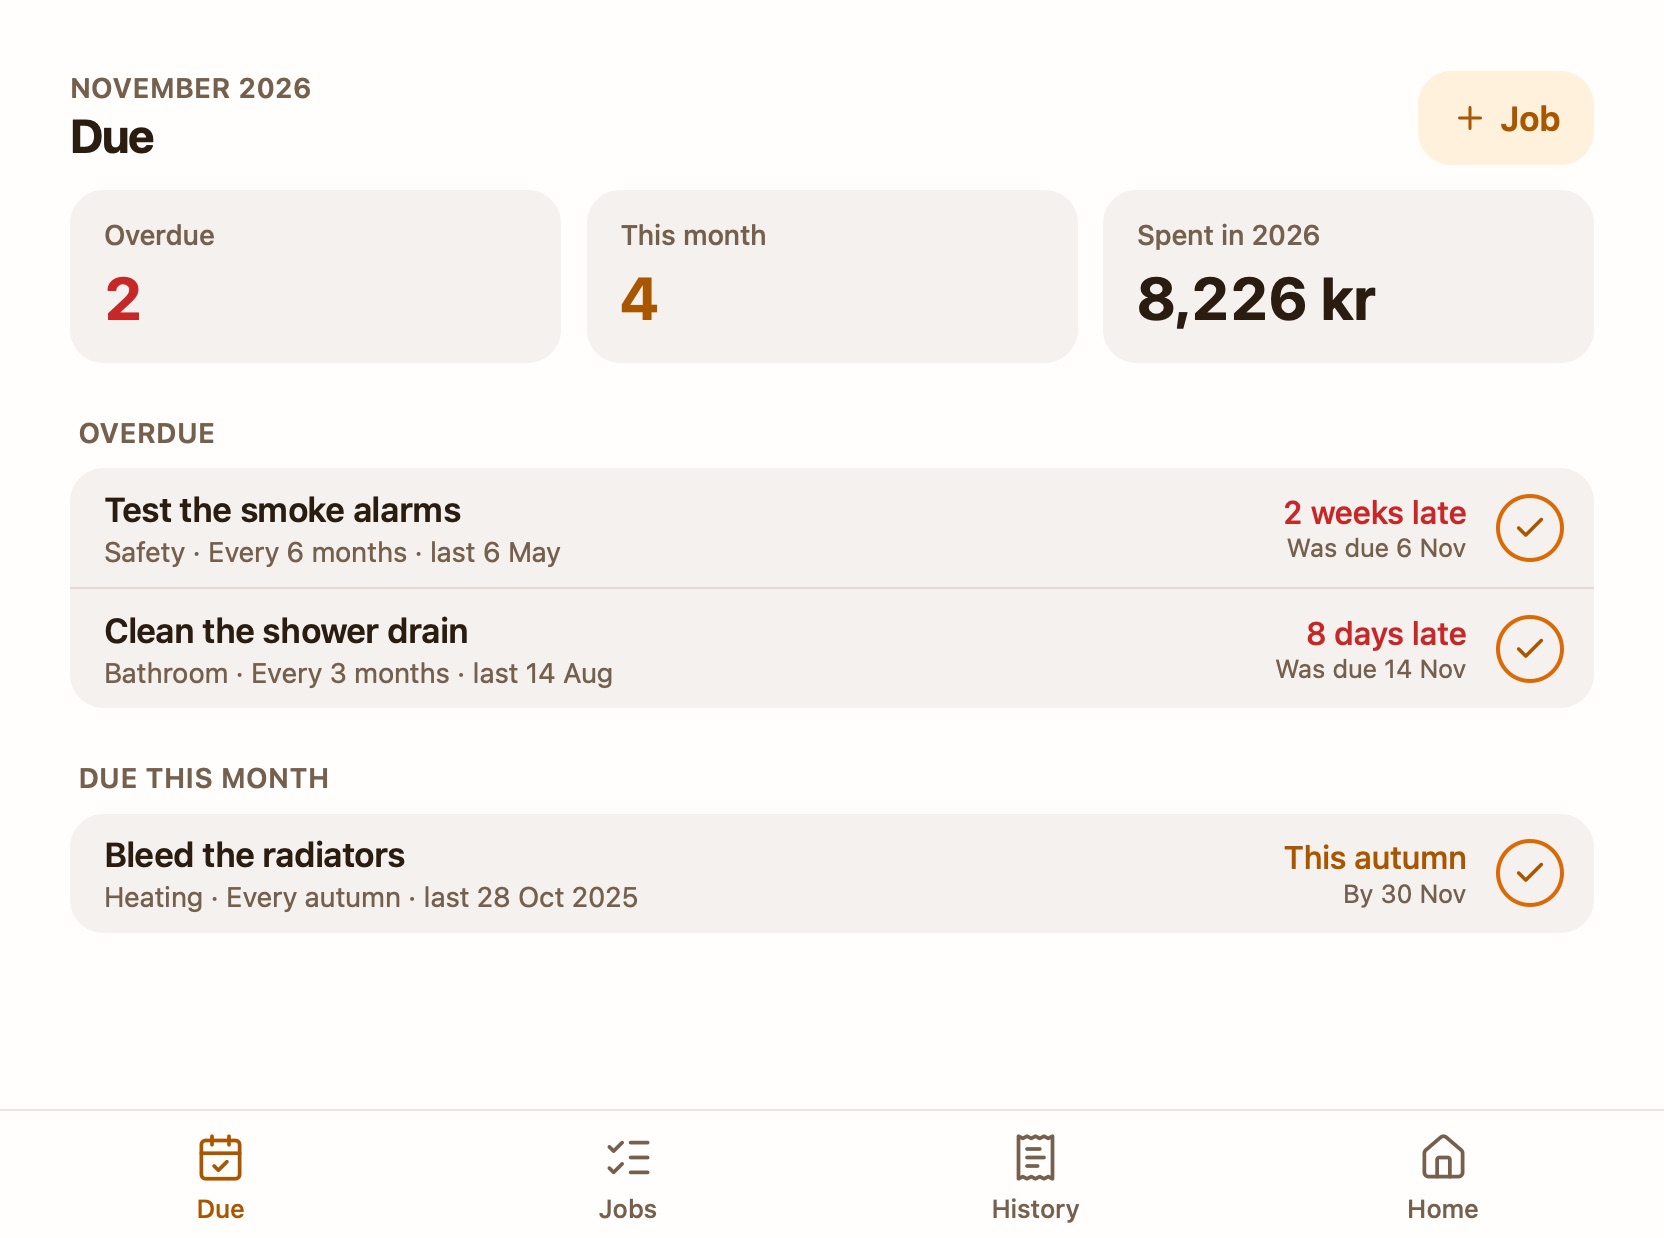 NOVEMBER 2026
Due
+ Job
Overdue
2
This month
4
Spent in 2026
8,226 kr
OVERDUE
Test the smoke alarms
Safety · Every 6 months · last 6 May
2 weeks late
Was due 6 Nov
Clean the shower drain
Bathroom · Every 3 months · last 14 Aug
8 days late
Was due 14 Nov
DUE THIS MONTH
Bleed the radiators
Heating · Every autumn · last 28 Oct 2025
This autumn
By 30 Nov
Due
Jobs
History
Home